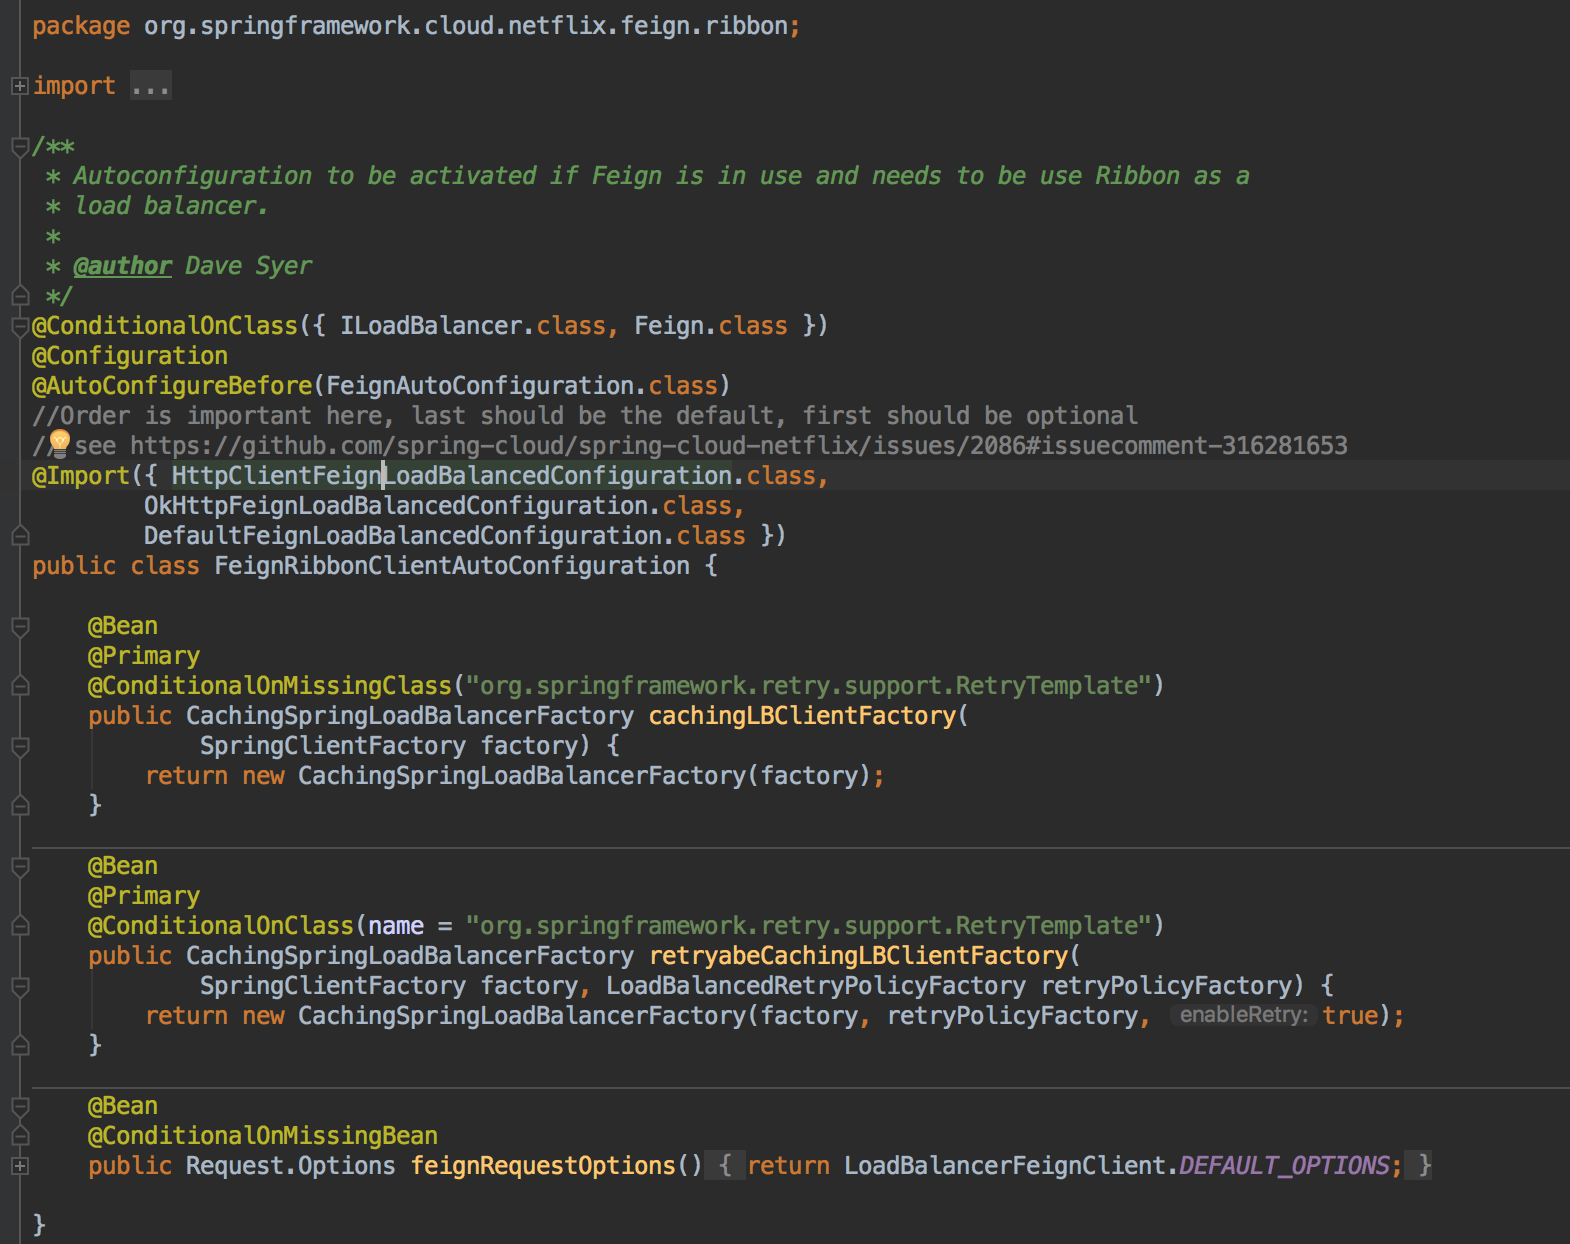 package org.springframework.cloud.netflix.feign.ribbon;
import ...
/**
 * Autoconfiguration to be activated if Feign is in use and needs to be use Ribbon as a
 * load balancer.
 *
 * @author Dave Syer
 */
@ConditionalOnClass({ ILoadBalancer.class, Feign.class })
@Configuration
@AutoConfigureBefore(FeignAutoConfiguration.class)
//Order is important here, last should be the default, first should be optional
// see https://github.com/spring-cloud/spring-cloud-netflix/issues/2086#issuecomment-316281653
@Import({ HttpClientFeignLoadBalancedConfiguration.class,
        OkHttpFeignLoadBalancedConfiguration.class,
        DefaultFeignLoadBalancedConfiguration.class })
public class FeignRibbonClientAutoConfiguration {
    @Bean
    @Primary
    @ConditionalOnMissingClass("org.springframework.retry.support.RetryTemplate")
    public CachingSpringLoadBalancerFactory cachingLBClientFactory(
            SpringClientFactory factory) {
        return new CachingSpringLoadBalancerFactory(factory);
    }
    @Bean
    @Primary
    @ConditionalOnClass(name = "org.springframework.retry.support.RetryTemplate")
    public CachingSpringLoadBalancerFactory retryabeCachingLBClientFactory(
            SpringClientFactory factory, LoadBalancedRetryPolicyFactory retryPolicyFactory) {
        return new CachingSpringLoadBalancerFactory(factory, retryPolicyFactory, enableRetry: true);
    }
    @Bean
    @ConditionalOnMissingBean
    public Request.Options feignRequestOptions() { return LoadBalancerFeignClient.DEFAULT_OPTIONS; }
}